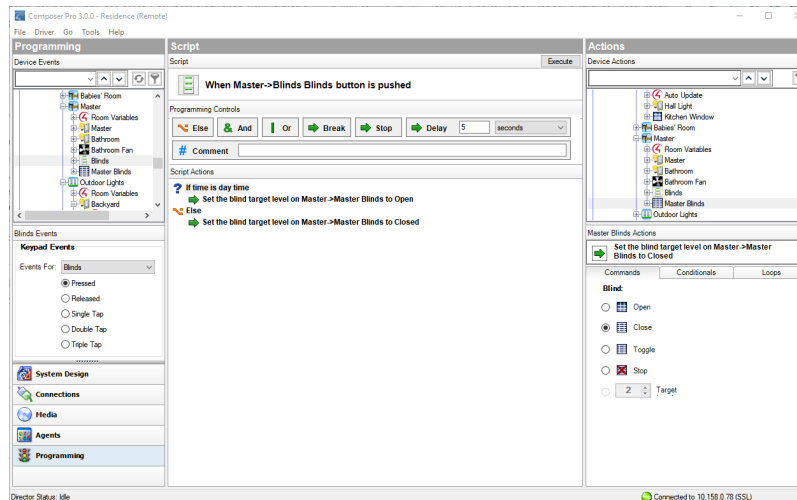 Composer Pro 3.0.0 - Residence (Remote)
File Driver Go Tools Help
Programming
Device Events
Babies' Room
Master
Room Variables
Master
Bathroom
Bathroom Fan
Blinds
Master Blinds
Outdoor Lights
Room Variables
Backyard
Blinds Events
Keypad Events
Events For: Blinds
Pressed
Released
Single Tap
Double Tap
Triple Tap
System Design
Connections
Media
Agents
Programming
Script
Script Execute
When Master->Blinds Blinds button is pushed
Programming Controls
Else & And Or Break Stop Delay 5 seconds
# Comment
Script Actions
? If time is day time
Set the blind target level on Master->Master Blinds to Open
Else
Set the blind target level on Master->Master Blinds to Closed
Actions
Device Actions
Auto Update
Hall Light
Kitchen Window
Babies' Room
Master
Room Variables
Master
Bathroom
Bathroom Fan
Blinds
Master Blinds
Outdoor Lights
Master Blinds Actions
Set the blind target level on Master->Master
Blinds to Closed
Commands Conditionals Loops
Blind:
Open
Close
Toggle
Stop
2 Target
Director Status: Idle
Connected to 10.158.0.78 (SSL)